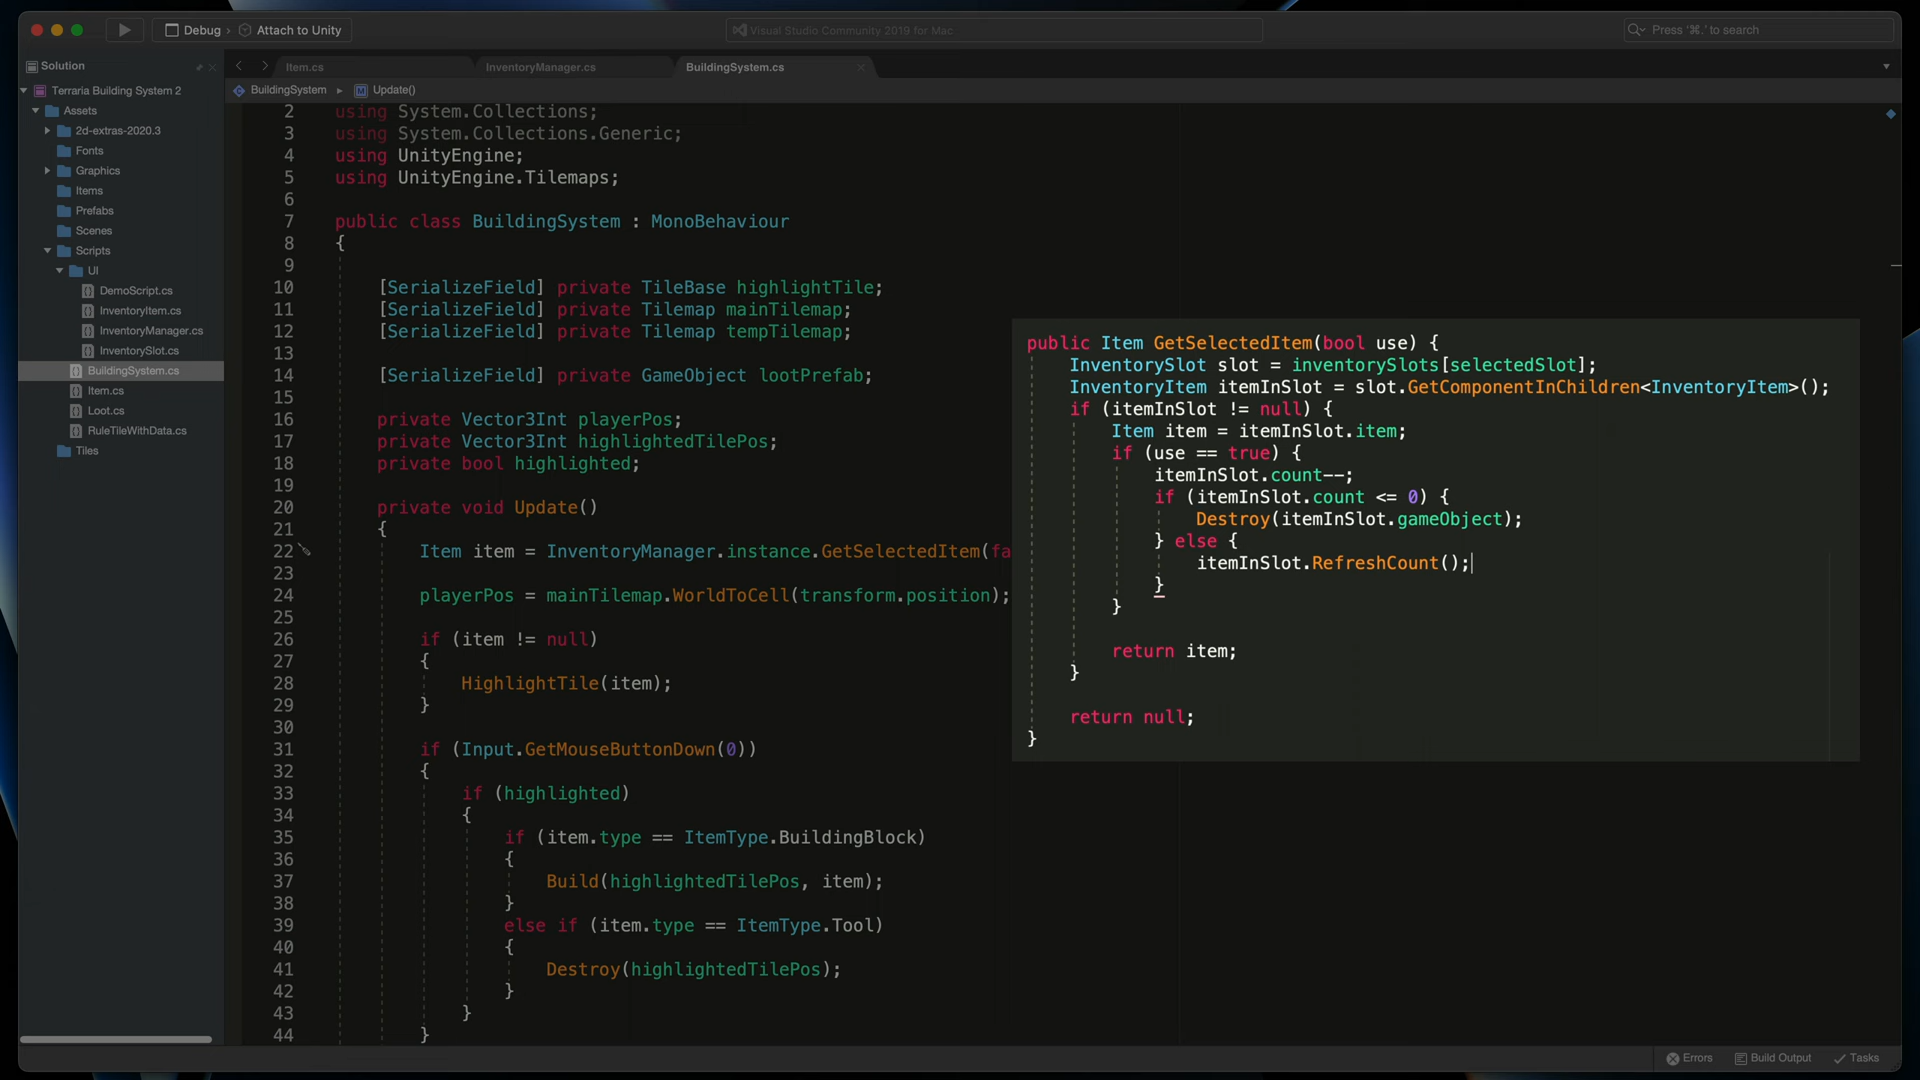 Debug › Attach to Unity
Visual Studio Community 2019 for Mac
Press '⌘.' to search
Solution
Terraria Building System 2
Assets
2d-extras-2020.3
Fonts
Graphics
Items
Prefabs
Scenes
Scripts
UI
DemoScript.cs
InventoryItem.cs
InventoryManager.cs
InventorySlot.cs
BuildingSystem.cs
Item.cs
Loot.cs
RuleTileWithData.cs
Tiles
Item.cs InventoryManager.cs BuildingSystem.cs
BuildingSystem ▸ Update()
2 using System.Collections;
3 using System.Collections.Generic;
4 using UnityEngine;
5 using UnityEngine.Tilemaps;
6
7 public class BuildingSystem : MonoBehaviour
8 {
9
10 [SerializeField] private TileBase highlightTile;
11 [SerializeField] private Tilemap mainTilemap;
12 [SerializeField] private Tilemap tempTilemap;
13
14 [SerializeField] private GameObject lootPrefab;
15
16 private Vector3Int playerPos;
17 private Vector3Int highlightedTilePos;
18 private bool highlighted;
19
20 private void Update()
21 {
22 Item item = InventoryManager.instance.GetSelectedItem(fa
23
24 playerPos = mainTilemap.WorldToCell(transform.position);
25
26 if (item != null)
27 {
28 HighlightTile(item);
29 }
30
31 if (Input.GetMouseButtonDown(0))
32 {
33 if (highlighted)
34 {
35 if (item.type == ItemType.BuildingBlock)
36 {
37 Build(highlightedTilePos, item);
38 }
39 else if (item.type == ItemType.Tool)
40 {
41 Destroy(highlightedTilePos);
42 }
43 }
44 }
public Item GetSelectedItem(bool use) {
InventorySlot slot = inventorySlots[selectedSlot];
InventoryItem itemInSlot = slot.GetComponentInChildren<InventoryItem>();
if (itemInSlot != null) {
Item item = itemInSlot.item;
if (use == true) {
itemInSlot.count--;
if (itemInSlot.count <= 0) {
Destroy(itemInSlot.gameObject);
} else {
itemInSlot.RefreshCount();
}
}
return item;
}
return null;
}
Errors Build Output Tasks